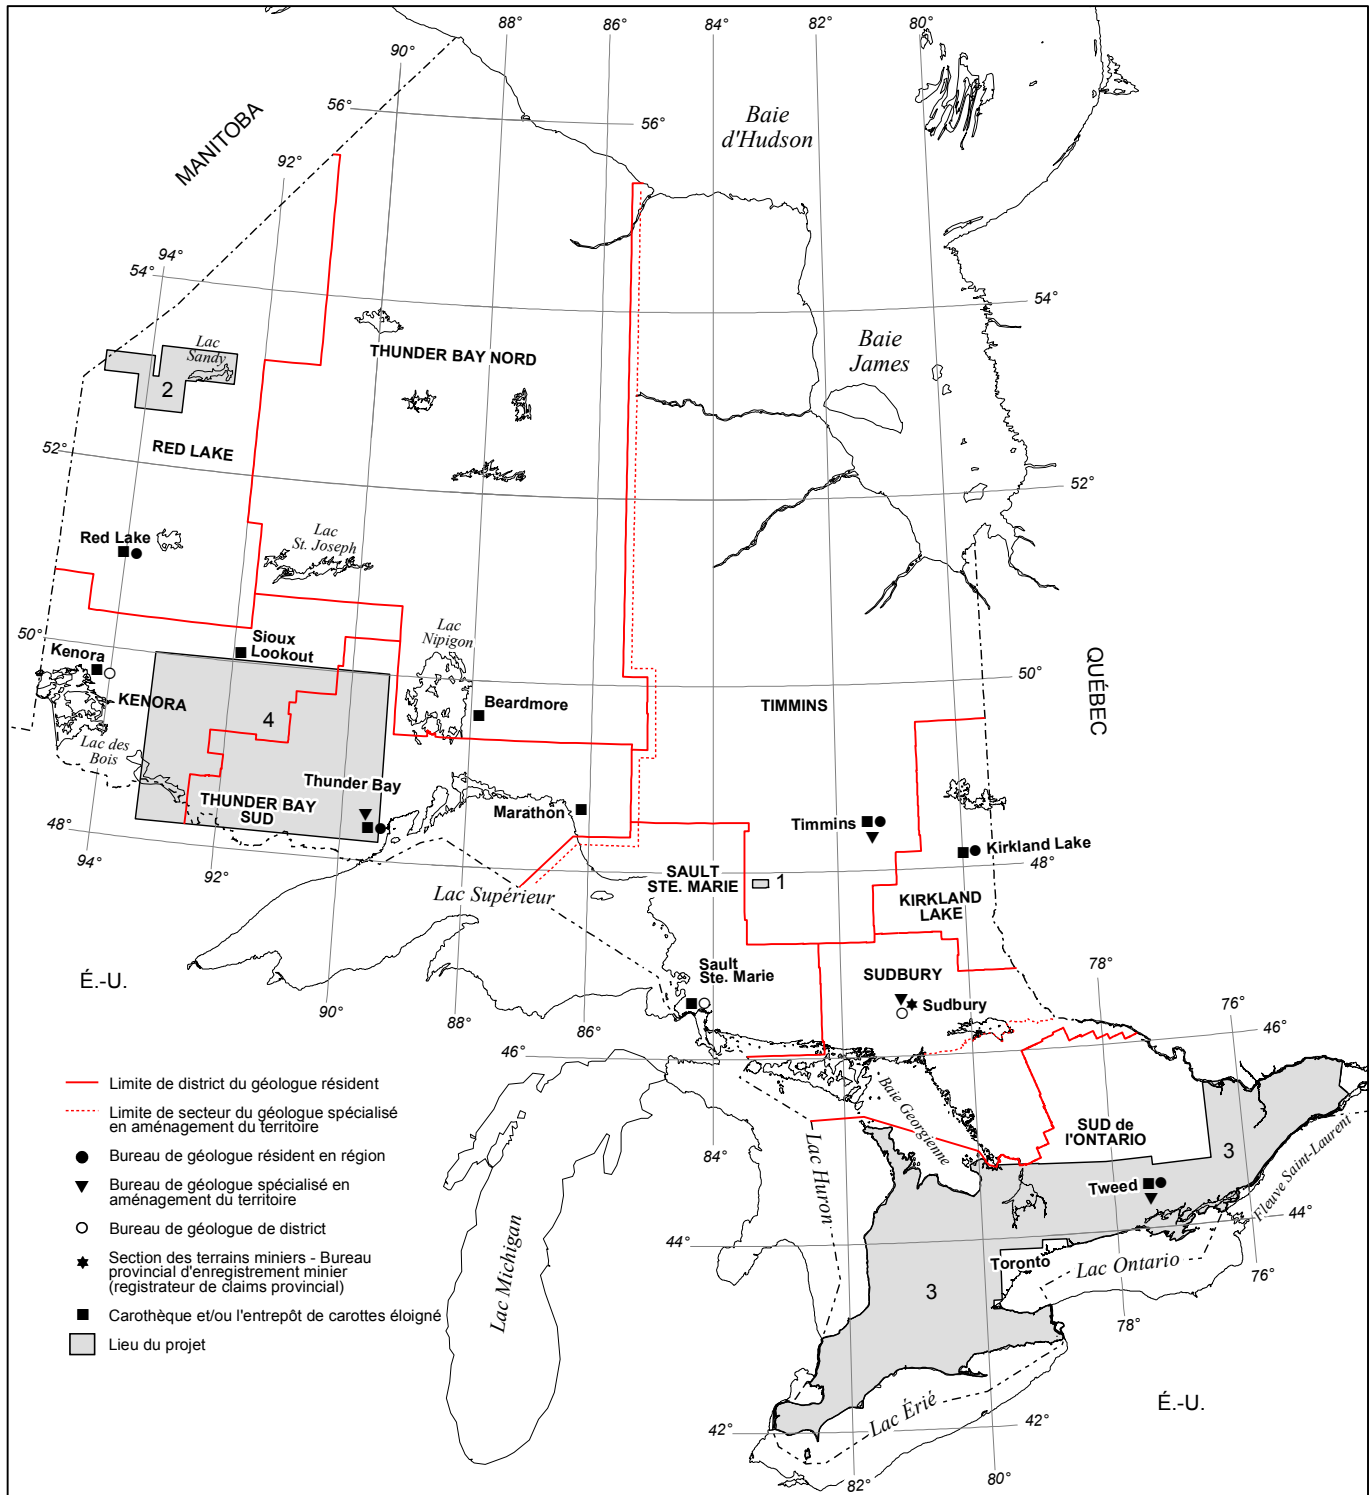 88°
86°
84°
82°
80°
90°
56°
56°
Baie
d'Hudson
MANITOBA
92°
94°
54°
54°
Lac
Sandy
THUNDER BAY NORD
Baie
James
2
RED LAKE
52°
52°
Red Lake
Lac
St. Joseph
50°
Kenora
Sioux
Lookout
Lac
Nipigon
50°
QUÉBEC
KENORA
4
Beardmore
TIMMINS
Lac des
Bois
Thunder Bay
THUNDER BAY
SUD
Marathon
Timmins
Kirkland Lake
48°
48°
94°
92°
SAULT
STE. MARIE
1
KIRKLAND
LAKE
Lac Supérieur
É.-U.
Sault
Ste. Marie
SUDBURY
Sudbury
78°
76°
46°
90°
88°
86°
46°
Limite de district du géologue résident
Limite de secteur du géologue spécialisé
en aménagement du territoire
Bureau de géologue résident en région
Bureau de géologue spécialisé en
aménagement du territoire
Bureau de géologue de district
Section des terrains miniers - Bureau
provincial d'enregistrement minier
(registrateur de claims provincial)
Carothèque et/ou l'entrepôt de carottes éloigné
Lieu du projet
Baie Georgienne
SUD de
l'ONTARIO
3
84°
Lac Huron
Tweed
Fleuve Saint-Laurent
44°
44°
Lac Michigan
Toronto
Lac Ontario
76°
3
78°
Lac Érié
É.-U.
42°
42°
82°
80°